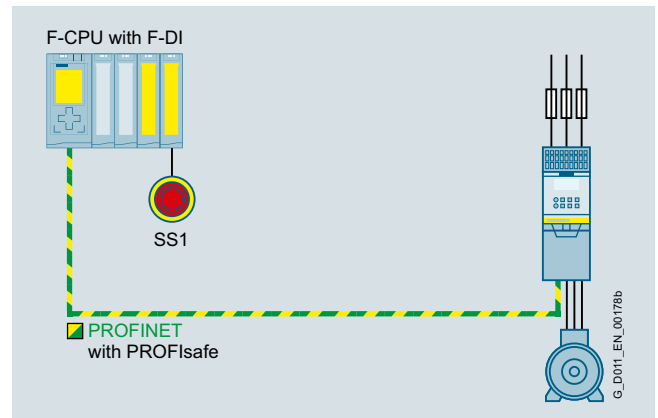 F-CPU with F-DI
SS1
PROFINET
with PROFIsafe
G_D011_EN_00178b